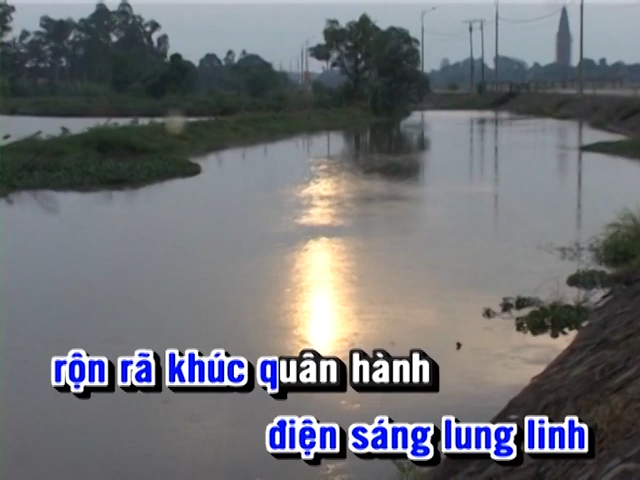 rộn rã khúc quân hành
điện sáng lung linh